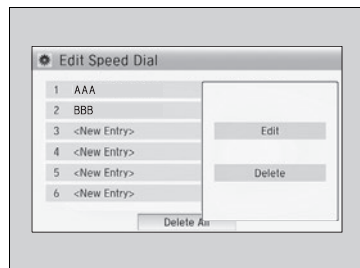 Edit Speed Dial
1 AAA
2 BBB
3 <New Entry>
4 <New Entry>
5 <New Entry>
6 <New Entry>
Edit
Delete
Delete All